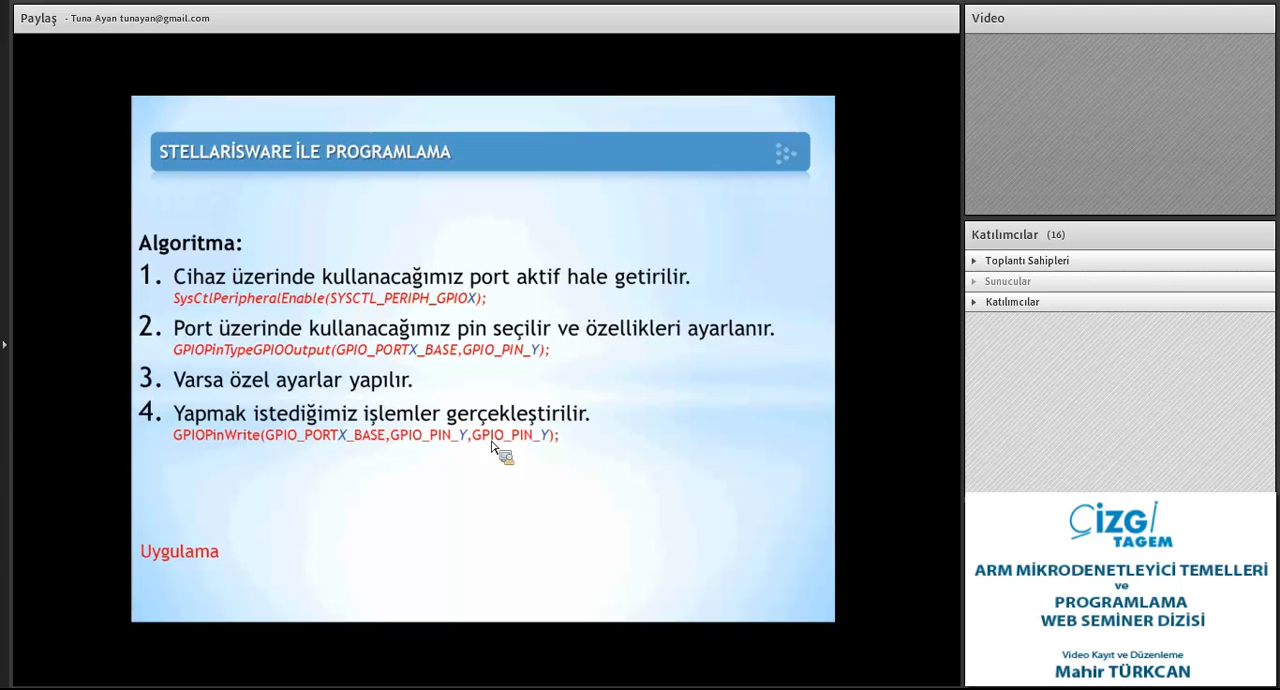 Paylaş - Tuna Ayan tunayan@gmail.com
STELLARİSWARE İLE PROGRAMLAMA
Algoritma:
1. Cihaz üzerinde kullanacağımız port aktif hale getirilir.
SysCtlPeripheralEnable(SYSCTL_PERIPH_GPIOX);
2. Port üzerinde kullanacağımız pin seçilir ve özellikleri ayarlanır.
GPIOPinTypeGPIOOutput(GPIO_PORTX_BASE,GPIO_PIN_Y);
3. Varsa özel ayarlar yapılır.
4. Yapmak istediğimiz işlemler gerçekleştirilir.
GPIOPinWrite(GPIO_PORTX_BASE,GPIO_PIN_Y,GPIO_PIN_Y);
Uygulama
Video
Katılımcılar (16)
Toplantı Sahipleri
Sunucular
Katılımcılar
ÇİZGİ
TAGEM
ARM MİKRODENETLEYİCİ TEMELLERİ
ve
PROGRAMLAMA
WEB SEMİNER DİZİSİ
Video Kayıt ve Düzenleme
Mahir TÜRKCAN